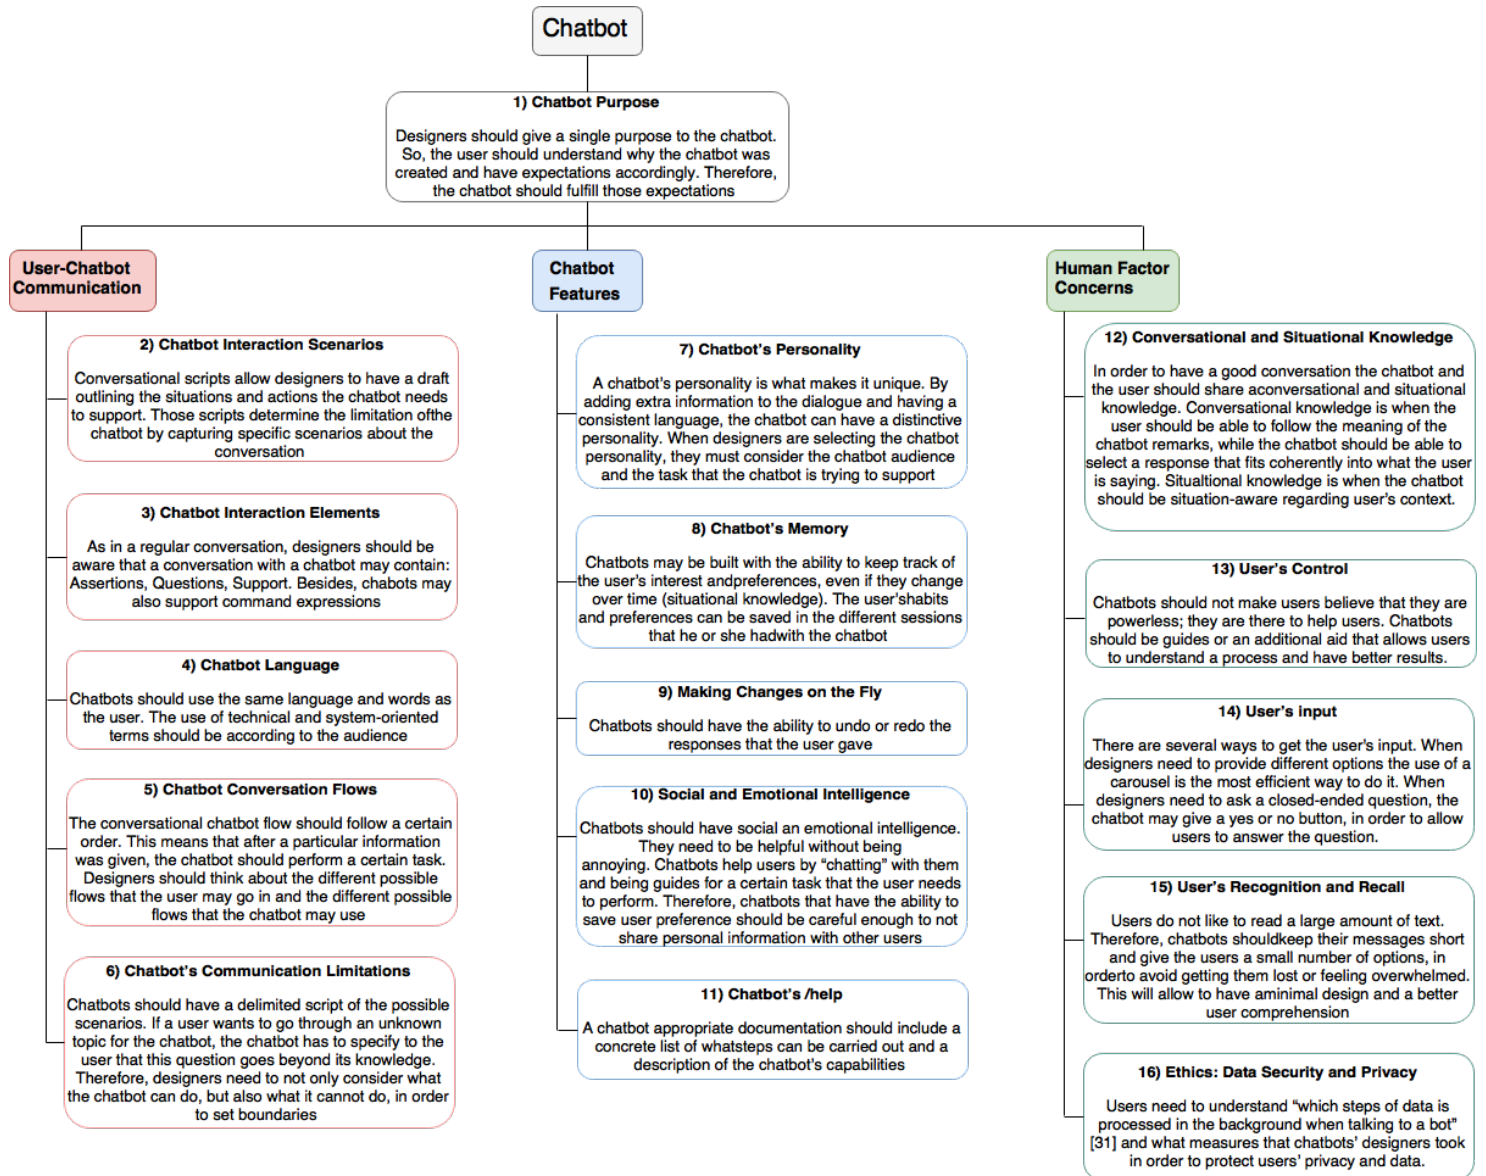 Chatbot
1) Chatbot Purpose
Designers should give a single purpose to the chatbot.
So, the user should understand why the chatbot was
created and have expectations accordingly. Therefore,
the chatbot should fulfill those expectations
User-Chatbot
Communication
2) Chatbot Interaction Scenarios
Conversational scripts allow designers to have a draft
outlining the situations and actions the chatbot needs
to support. Those scripts determine the limitation ofthe
chatbot by capturing specific scenarios about the
conversation
3) Chatbot Interaction Elements
As in a regular conversation, designers should be
aware that a conversation with a chatbot may contain:
Assertions, Questions, Support. Besides, chabots may
also support command expressions
4) Chatbot Language
Chatbots should use the same language and words as
the user. The use of technical and system-oriented
terms should be according to the audience
5) Chatbot Conversation Flows
The conversational chatbot flow should follow a certain
order. This means that after a particular information
was given, the chatbot should perform a certain task.
Designers should think about the different possible
flows that the user may go in and the different possible
flows that the chatbot may use
6) Chatbot's Communication Limitations
Chatbots should have a delimited script of the possible
scenarios. If a user wants to go through an unknown
topic for the chatbot, the chatbot has to specify to the
user that this question goes beyond its knowledge.
Therefore, designers need to not only consider what
the chatbot can do, but also what it cannot do, in order
to set boundaries
Chatbot
Features
7) Chatbot's Personality
A chatbot's personality is what makes it unique. By
adding extra information to the dialogue and having a
consistent language, the chatbot can have a distinctive
personality. When designers are selecting the chatbot
personality, they must consider the chatbot audience
and the task that the chatbot is trying to support
8) Chatbot's Memory
Chatbots may be built with the ability to keep track of
the user's interest andpreferences, even if they change
over time (situational knowledge). The user'shabits
and preferences can be saved in the different sessions
that he or she hadwith the chatbot
9) Making Changes on the Fly
Chatbots should have the ability to undo or redo the
responses that the user gave
10) Social and Emotional Intelligence
Chatbots should have social an emotional intelligence.
They need to be helpful without being
annoying. Chatbots help users by “chatting” with them
and being guides for a certain task that the user needs
to perform. Therefore, chatbots that have the ability to
save user preference should be careful enough to not
share personal information with other users
11) Chatbot's /help
A chatbot appropriate documentation should include a
concrete list of whatsteps can be carried out and a
description of the chatbot's capabilities
Human Factor
Concerns
12) Conversational and Situational Knowledge
In order to have a good conversation the chatbot and
the user should share aconversational and situational
knowledge. Conversational knowledge is when the
user should be able to follow the meaning of the
chatbot remarks, while the chatbot should be able to
select a response that fits coherently into what the user
is saying. Situaltional knowledge is when the chatbot
should be situation-aware regarding user's context.
13) User's Control
Chatbots should not make users believe that they are
powerless; they are there to help users. Chatbots
should be guides or an additional aid that allows users
to understand a process and have better results.
14) User's input
There are several ways to get the user's input. When
designers need to provide different options the use of a
carousel is the most efficient way to do it. When
designers need to ask a closed-ended question, the
chatbot may give a yes or no button, in order to allow
users to answer the question.
15) User's Recognition and Recall
Users do not like to read a large amount of text.
Therefore, chatbots shouldkeep their messages short
and give the users a small number of options, in
orderto avoid getting them lost or feeling overwhelmed.
This will allow to have aminimal design and a better
user comprehension
16) Ethics: Data Security and Privacy
Users need to understand “which steps of data is
processed in the background when talking to a bot”
[31] and what measures that chatbots' designers took
in order to protect users' privacy and data.